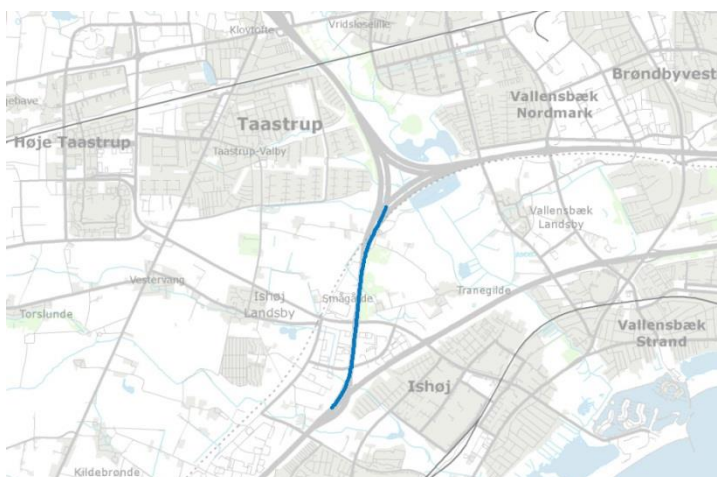 Vridsløselille
Kløvtofte
Brøndbyvest
Vallensbæk
Nordmark
Taastrup
Høje Taastrup
Taastrup-Valby
Vallensbæk
Landsby
Vestervang
Tranegilde
Ishøj
Landsby
Smågårde
Torslunde
Vallensbæk
Strand
Ishøj
Kildebrønde